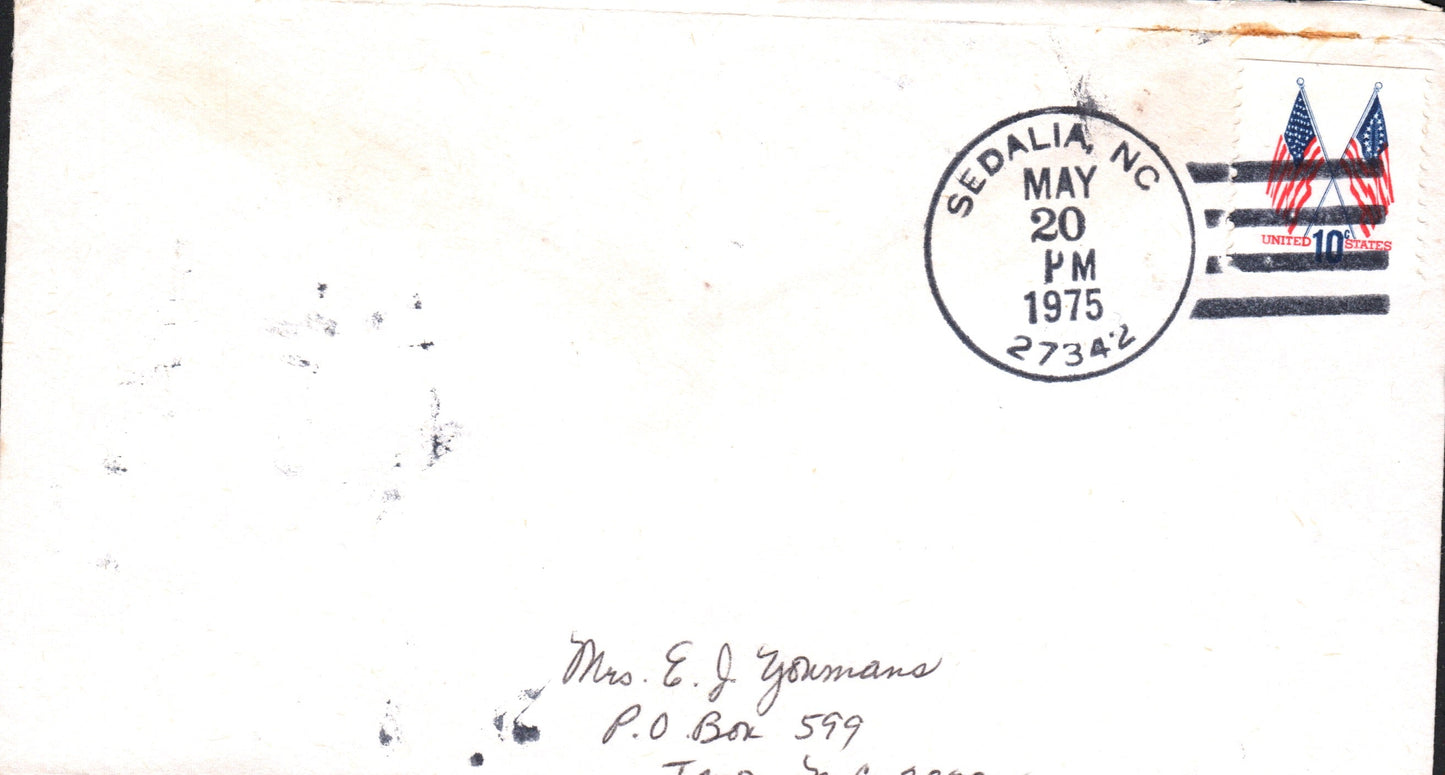 SEDALIA, NC
MAY
20
PM
1975
27342
UNITED 10c STATES
Mrs. E. J. Youmans
P.O. Box 599